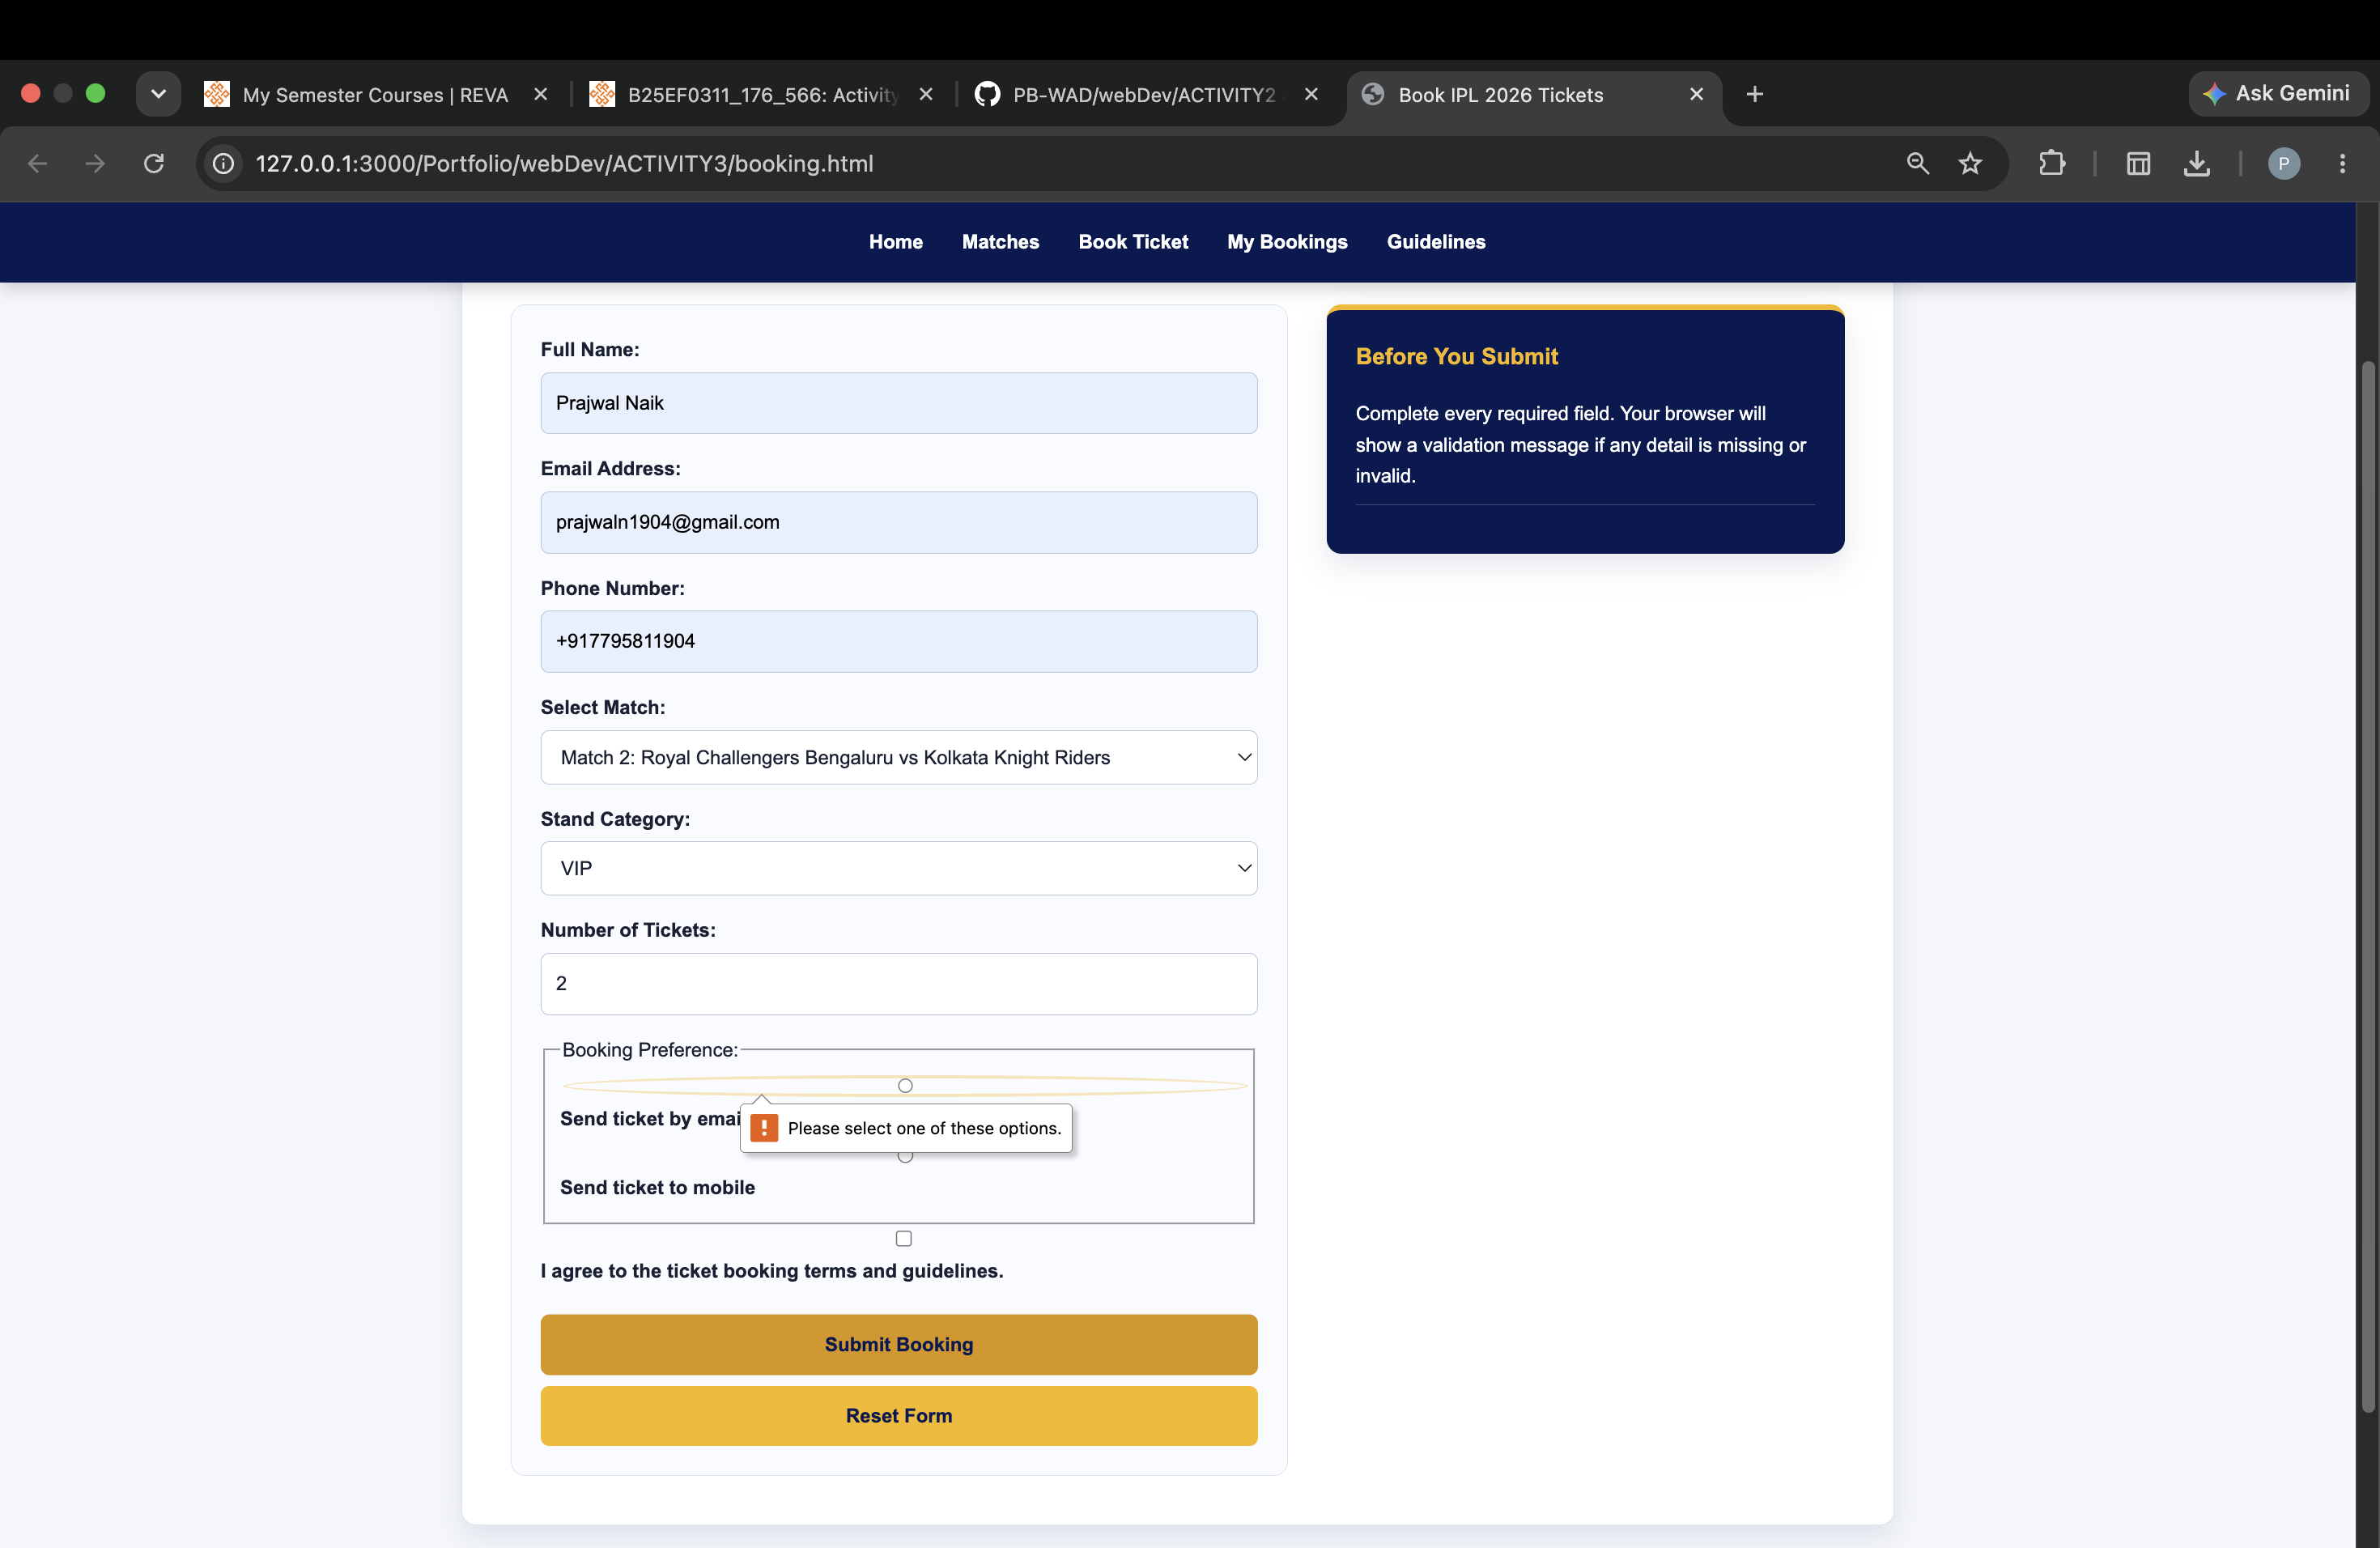 My Semester Courses | REVA
B25EF0311_176_566: Activity
PB-WAD/webDev/ACTIVITY2
Book IPL 2026 Tickets
Ask Gemini
127.0.0.1:3000/Portfolio/webDev/ACTIVITY3/booking.html
P
Home Matches Book Ticket My Bookings Guidelines
Full Name:
Prajwal Naik
Email Address:
prajwaln1904@gmail.com
Phone Number:
+917795811904
Select Match:
Match 2: Royal Challengers Bengaluru vs Kolkata Knight Riders
Stand Category:
VIP
Number of Tickets:
2
Booking Preference:
Send ticket by emai
Please select one of these options.
Send ticket to mobile
I agree to the ticket booking terms and guidelines.
Submit Booking
Reset Form
Before You Submit
Complete every required field. Your browser will
show a validation message if any detail is missing or
invalid.